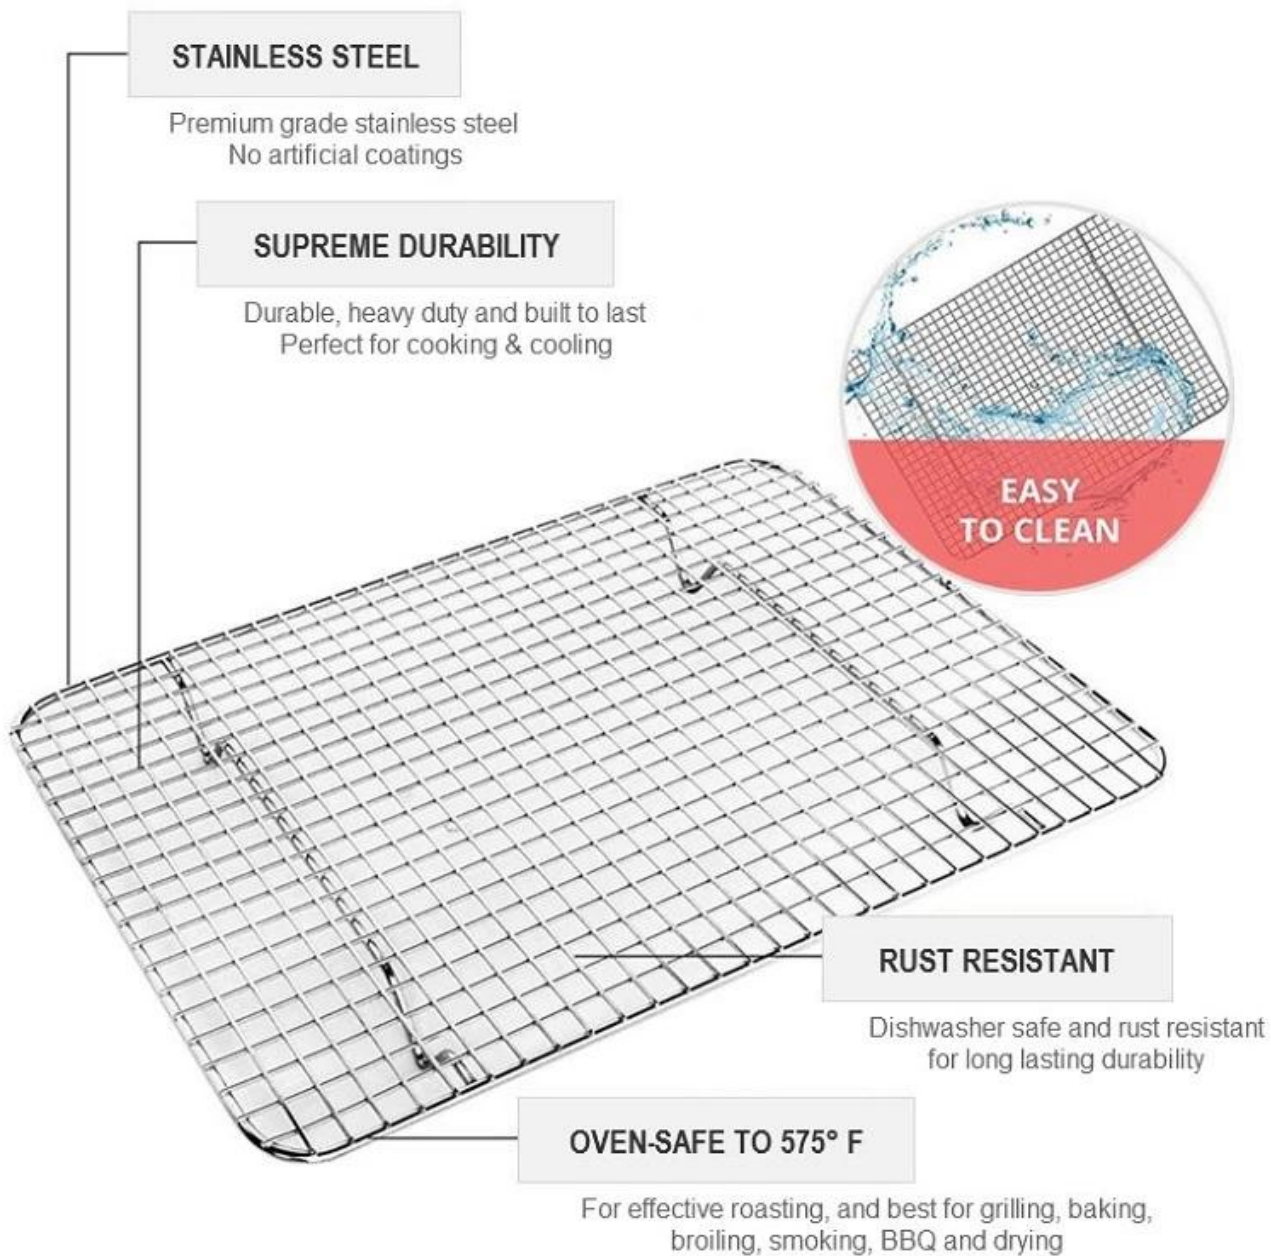 STAINLESS STEEL
Premium grade stainless steel
No artificial coatings
SUPREME DURABILITY
Durable, heavy duty and built to last
Perfect for cooking & cooling
EASY
TO CLEAN
RUST RESISTANT
Dishwasher safe and rust resistant
for long lasting durability
OVEN-SAFE TO 575° F
For effective roasting, and best for grilling, baking,
broiling, smoking, BBQ and drying